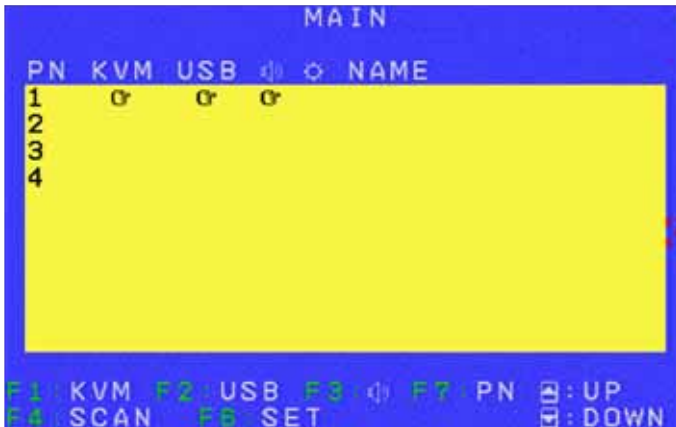 MAIN
PN KVM USB NAME
1
2
3
4
F1:KVM F2:USB F3: F7:PN :UP
F4:SCAN F6:SET :DOWN